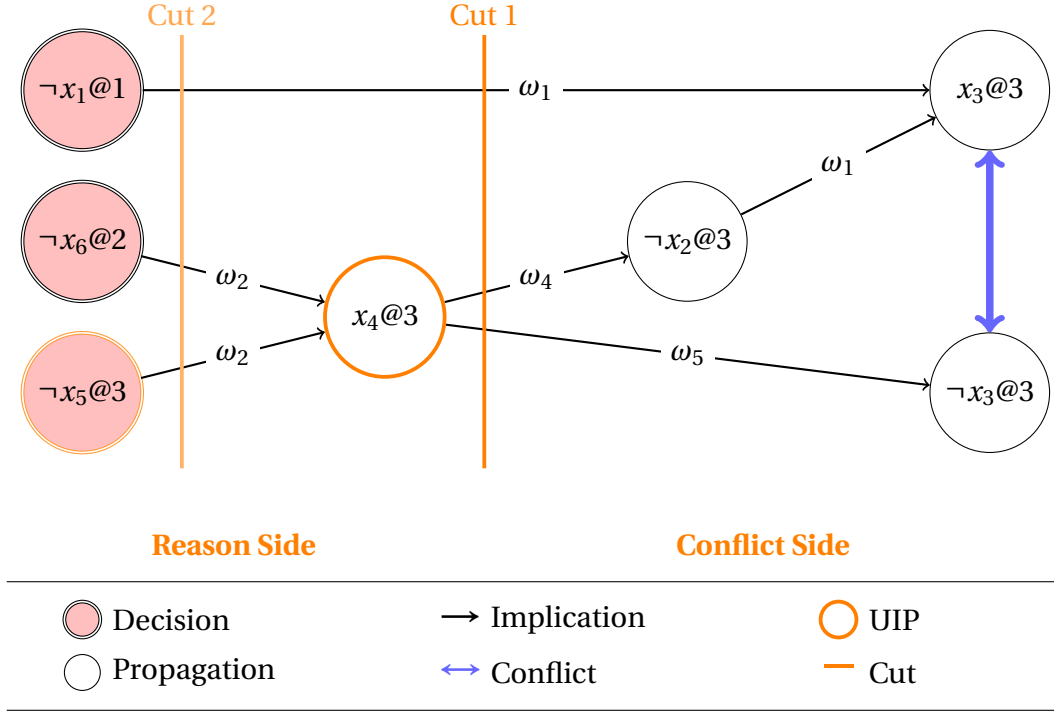 Cut 2
Cut 1
¬x₁@1
ω₁
x₃@3
ω₁
¬x₆@2
¬x₂@3
ω₂
ω₄
x₄@3
ω₂
ω₅
¬x₅@3
¬x₃@3
Reason Side
Conflict Side
Decision
Implication
UIP
Propagation
Conflict
Cut